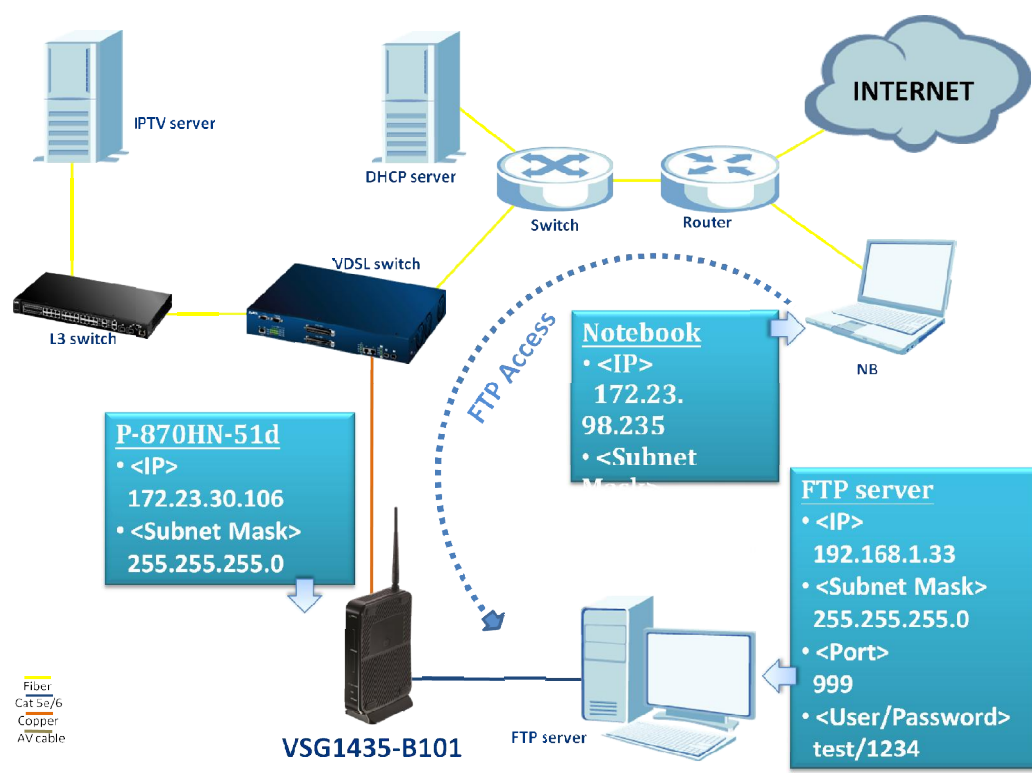 INTERNET
IPTV server
DHCP server
Switch
Router
VDSL switch
L3 switch
NB
FTP Access
Notebook
• <IP>
172.23.
98.235
• <Subnet
Mask>
P-870HN-51d
• <IP>
172.23.30.106
• <Subnet Mask>
255.255.255.0
FTP server
• <IP>
192.168.1.33
• <Subnet Mask>
255.255.255.0
• <Port>
999
• <User/Password>
test/1234
Fiber
Cat 5e/6
Copper
AV cable
VSG1435-B101
FTP server